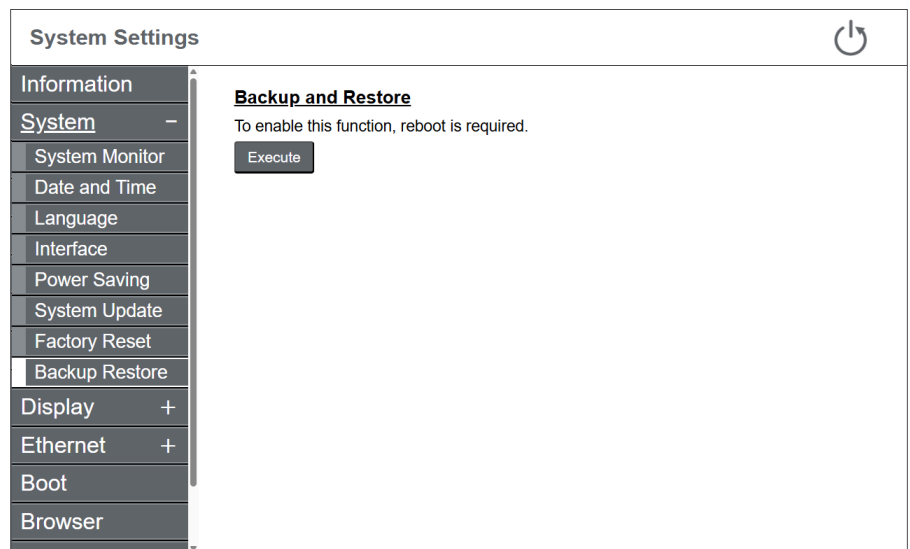 System Settings
Information
System −
System Monitor
Date and Time
Language
Interface
Power Saving
System Update
Factory Reset
Backup Restore
Display +
Ethernet +
Boot
Browser
Backup and Restore
To enable this function, reboot is required.
Execute